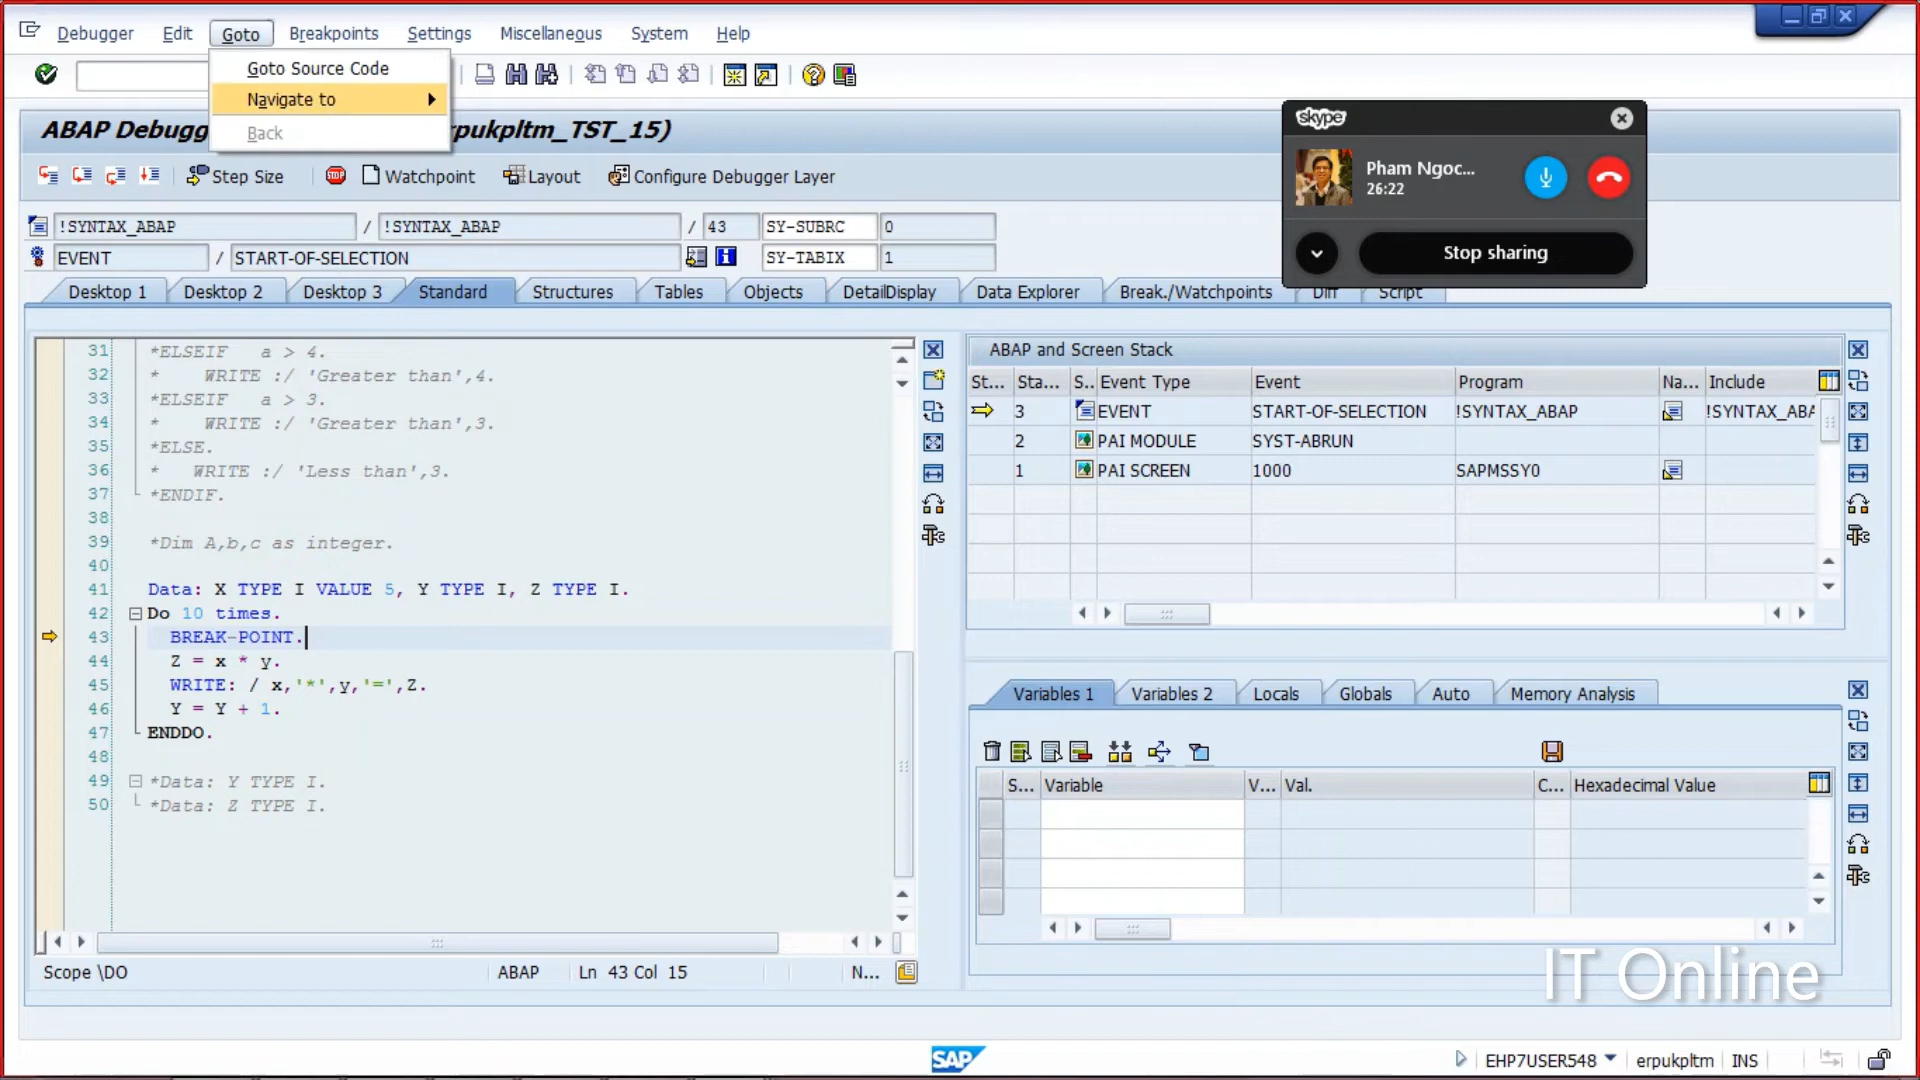 Debugger Edit Goto Breakpoints Settings Miscellaneous System Help
Goto Source Code
Navigate to
Back
ABAP Debugg
rpukpltm_TST_15)
Step Size Watchpoint Layout Configure Debugger Layer
!SYNTAX_ABAP / !SYNTAX_ABAP / 43 SY-SUBRC 0
EVENT / START-OF-SELECTION SY-TABIX 1
Desktop 1 Desktop 2 Desktop 3 Standard Structures Tables Objects DetailDisplay Data Explorer Break./Watchpoints Diff Script
skype
Pham Ngoc...
26:22
Stop sharing
31 *ELSEIF a > 4.
32 * WRITE :/ 'Greater than',4.
33 *ELSEIF a > 3.
34 * WRITE :/ 'Greater than',3.
35 *ELSE.
36 * WRITE :/ 'Less than',3.
37 *ENDIF.
38
39 *Dim A,b,c as integer.
40
41 Data: X TYPE I VALUE 5, Y TYPE I, Z TYPE I.
42 Do 10 times.
43 BREAK-POINT.
44 Z = x * y.
45 WRITE: / x,'*',y,'=',Z.
46 Y = Y + 1.
47 ENDDO.
48
49 *Data: Y TYPE I.
50 *Data: Z TYPE I.
Scope \DO ABAP Ln 43 Col 15 N...
ABAP and Screen Stack
St... Sta... S.. Event Type Event Program Na... Include
3 EVENT START-OF-SELECTION !SYNTAX_ABAP !SYNTAX_ABA
2 PAI MODULE SYST-ABRUN
1 PAI SCREEN 1000 SAPMSSY0
Variables 1 Variables 2 Locals Globals Auto Memory Analysis
S... Variable V... Val. C... Hexadecimal Value
IT Online
SAP EHP7USER548 erpukpltm INS